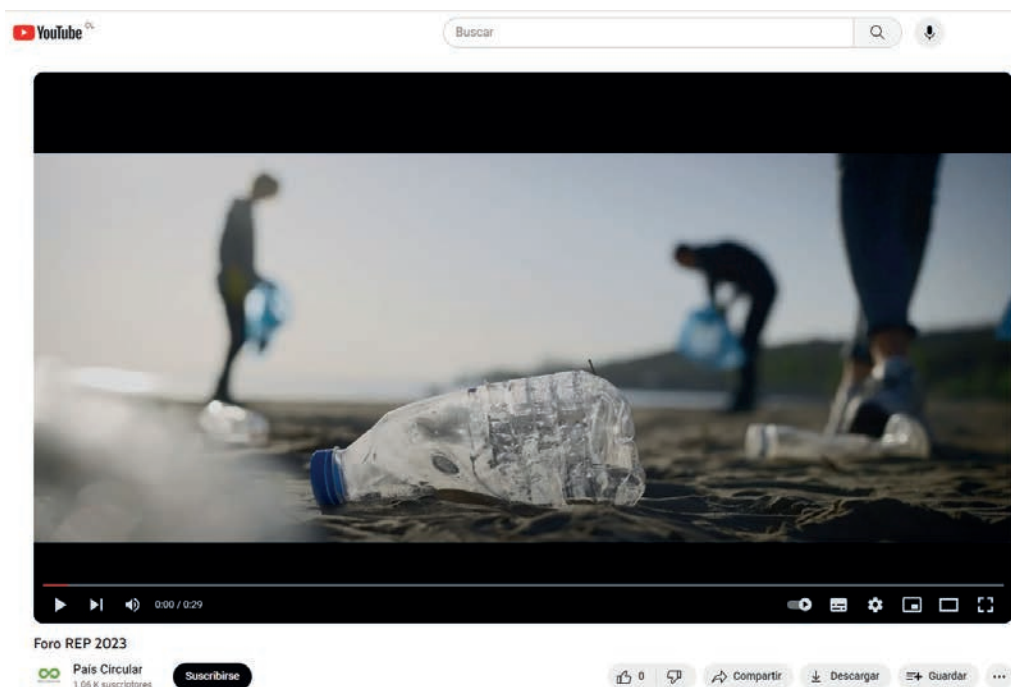 YouTube CL
Buscar
0:00 / 0:29
Foro REP 2023
País Circular
1.06 K suscriptores
Suscribirse
0
Compartir
Descargar
Guardar